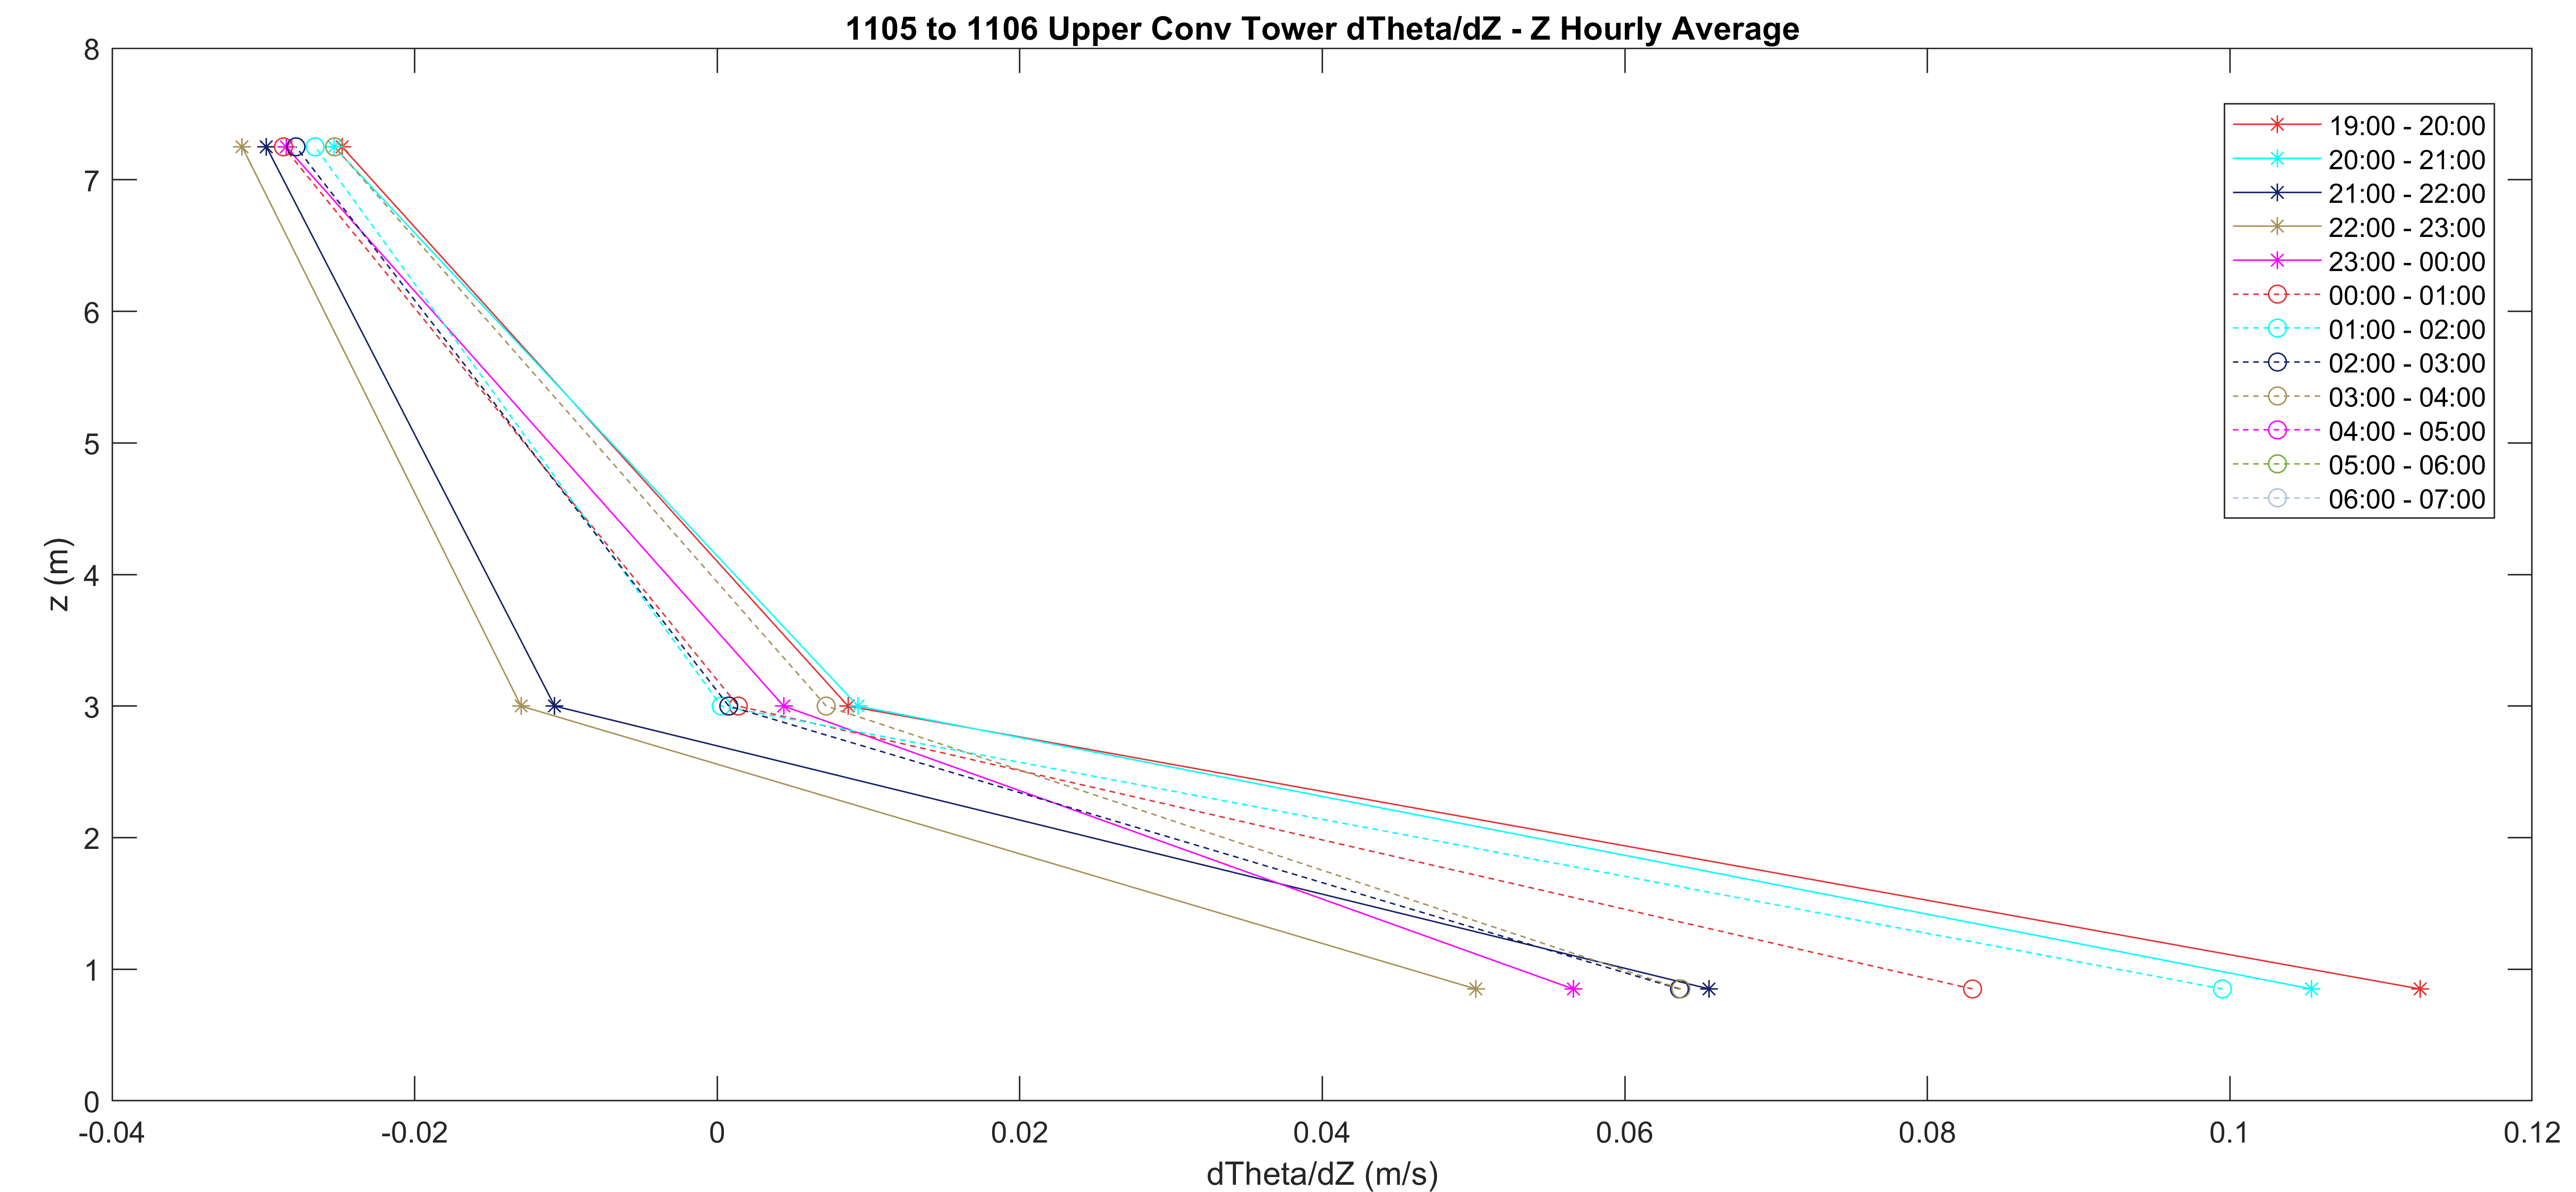 1105 to 1106 Upper Conv Tower dTheta/dZ - Z Hourly Average
8
7
6
5
4
3
2
1
0
z (m)
19:00 - 20:00
20:00 - 21:00
21:00 - 22:00
22:00 - 23:00
23:00 - 00:00
00:00 - 01:00
01:00 - 02:00
02:00 - 03:00
03:00 - 04:00
04:00 - 05:00
05:00 - 06:00
06:00 - 07:00
-0.04 -0.02 0 0.02 0.04 0.06 0.08 0.1 0.12
dTheta/dZ (m/s)